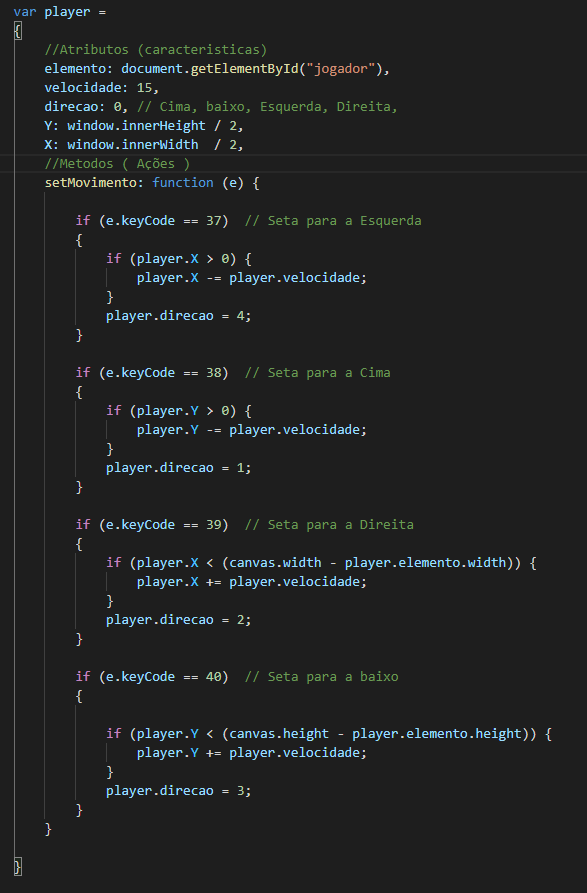 var player =
{
    //Atributos (caracteristicas)
    elemento: document.getElementById("jogador"),
    velocidade: 15,
    direcao: 0, // Cima, baixo, Esquerda, Direita,
    Y: window.innerHeight / 2,
    X: window.innerWidth  / 2,
    //Metodos ( Ações )
    setMovimento: function (e) {

        if (e.keyCode == 37)  // Seta para a Esquerda
        {
            if (player.X > 0) {
                player.X -= player.velocidade;
            }
            player.direcao = 4;
        }

        if (e.keyCode == 38)  // Seta para a Cima
        {
            if (player.Y > 0) {
                player.Y -= player.velocidade;
            }
            player.direcao = 1;
        }

        if (e.keyCode == 39)  // Seta para a Direita
        {
            if (player.X < (canvas.width - player.elemento.width)) {
                player.X += player.velocidade;
            }
            player.direcao = 2;
        }

        if (e.keyCode == 40)  // Seta para a baixo
        {

            if (player.Y < (canvas.height - player.elemento.height)) {
                player.Y += player.velocidade;
            }
            player.direcao = 3;
        }
    }

}